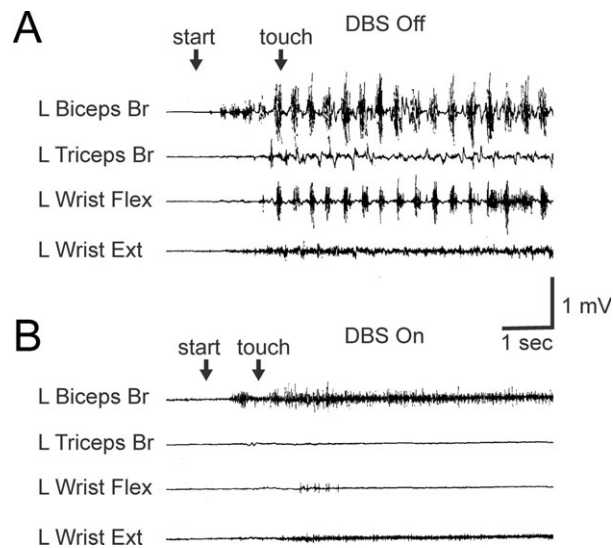 A
DBS Off
start touch
L Biceps Br
L Triceps Br
L Wrist Flex
L Wrist Ext
1 mV
1 sec
B
DBS On
start touch
L Biceps Br
L Triceps Br
L Wrist Flex
L Wrist Ext